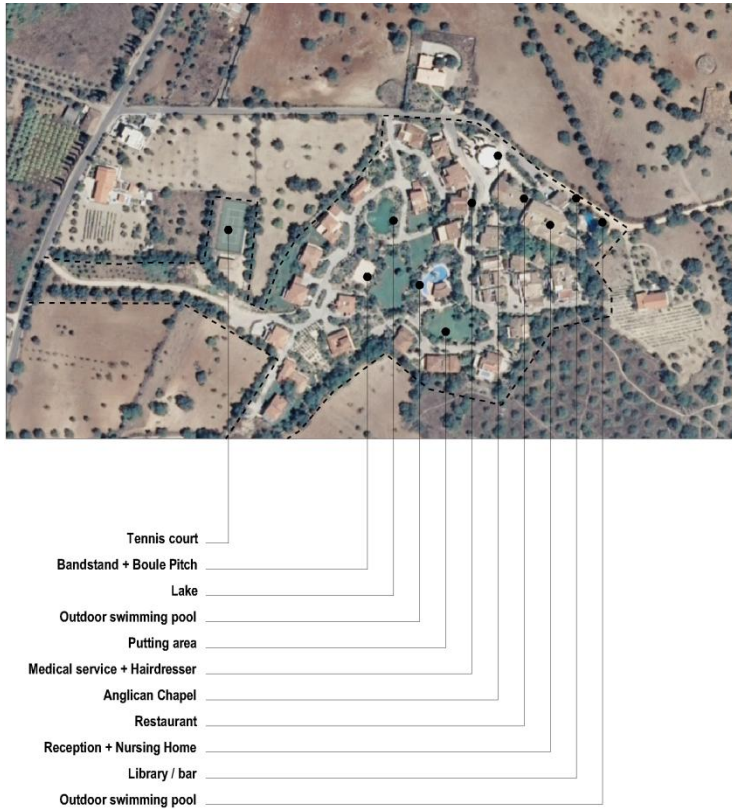 Tennis court
Bandstand + Boule Pitch
Lake
Outdoor swimming pool
Putting area
Medical service + Hairdresser
Anglican Chapel
Restaurant
Reception + Nursing Home
Library / bar
Outdoor swimming pool